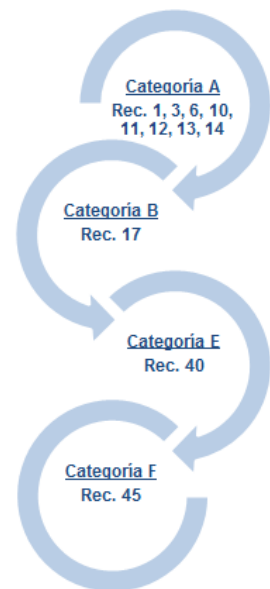 Categoría A
Rec. 1, 3, 6, 10,
11, 12, 13, 14
Categoría B
Rec. 17
Categoría E
Rec. 40
Categoría F
Rec. 45